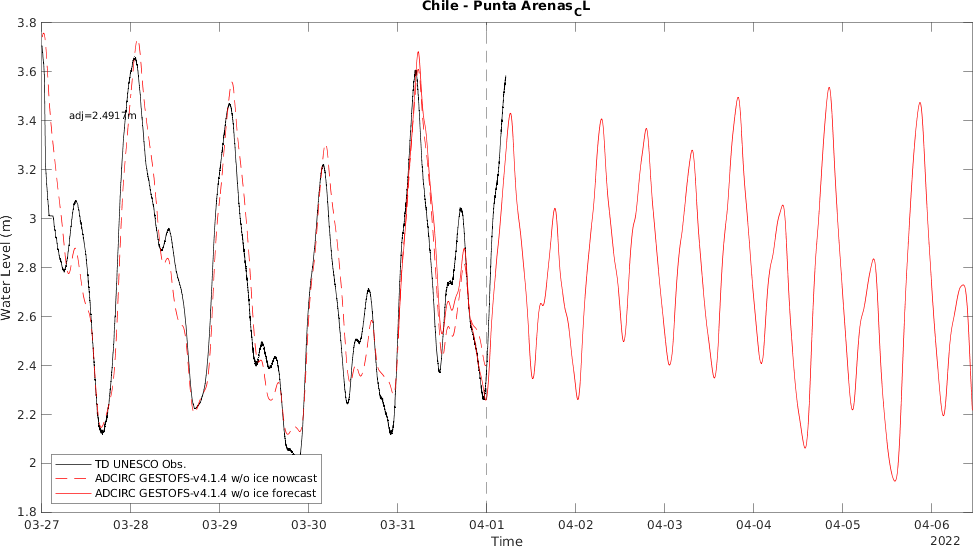 Chile - Punta Arenas_CL
3.8
3.6
3.4
3.2
3
2.8
2.6
2.4
2.2
2
1.8
Water Level (m)
adj=2.4917m
TD UNESCO Obs.
ADCIRC GESTOFS-v4.1.4 w/o ice nowcast
ADCIRC GESTOFS-v4.1.4 w/o ice forecast
03-27 03-28 03-29 03-30 03-31 04-01 04-02 04-03 04-04 04-05 04-06
Time
2022